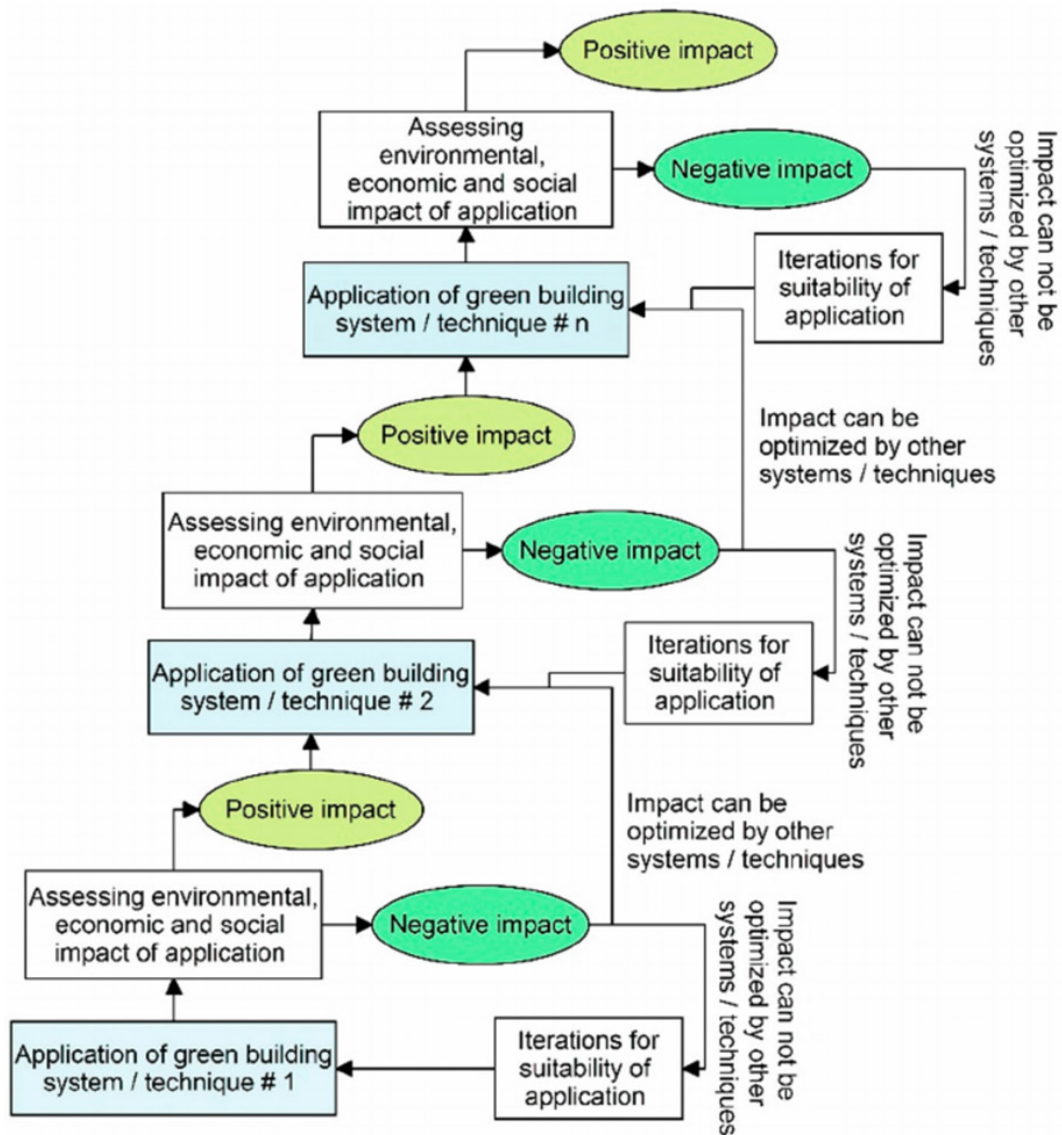 Positive impact
Assessing
environmental,
economic and social
impact of application
Negative impact
Impact can not be
optimized by other
systems / techniques
Iterations for
suitability of
application
Application of green building
system / technique # n
Impact can be
optimized by other
systems / techniques
Positive impact
Assessing environmental,
economic and social
impact of application
Negative impact
Impact can not be
optimized by other
systems / techniques
Iterations for
suitability of
application
Application of green building
system / technique # 2
Impact can be
optimized by other
systems / techniques
Positive impact
Assessing environmental,
economic and social
impact of application
Negative impact
Impact can not be
optimized by other
systems / techniques
Iterations for
suitability of
application
Application of green building
system / technique # 1